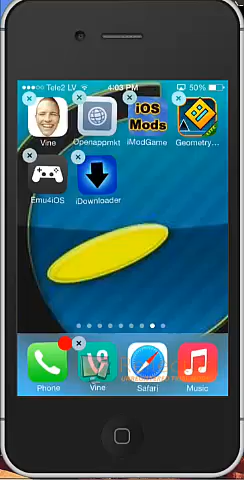 Tele2 LV 4:03 PM 50%
iOS
Mods
Vine Openappmkt iModGame Geometry...
Emu4iOS iDownloader
Phone Vine Safari Music